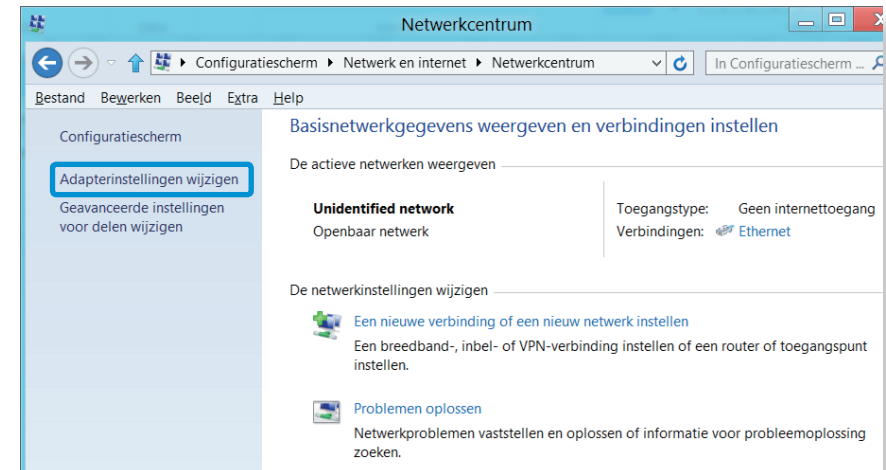 Netwerkcentrum
Configuratiescherm Netwerk en internet Netwerkcentrum In Configuratiescherm ...
Bestand Bewerken Beeld Extra Help
Configuratiescherm
Adapterinstellingen wijzigen
Geavanceerde instellingen
voor delen wijzigen
Basisnetwerkgegevens weergeven en verbindingen instellen
De actieve netwerken weergeven
Unidentified network
Openbaar netwerk
Toegangstype: Geen internettoegang
Verbindingen: Ethernet
De netwerkinstellingen wijzigen
Een nieuwe verbinding of een nieuw netwerk instellen
Een breedband-, inbel- of VPN-verbinding instellen of een router of toegangspunt
instellen.
Problemen oplossen
Netwerkproblemen vaststellen en oplossen of informatie voor probleemoplossing
zoeken.